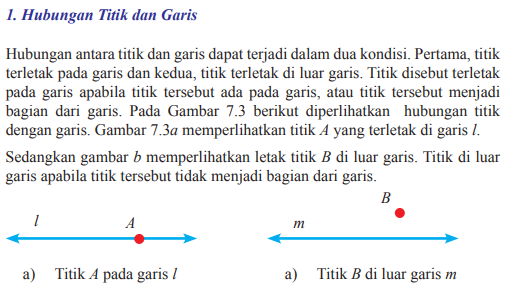 1. Hubungan Titik dan Garis
Hubungan antara titik dan garis dapat terjadi dalam dua kondisi. Pertama, titik
terletak pada garis dan kedua, titik terletak di luar garis. Titik disebut terletak
pada garis apabila titik tersebut ada pada garis, atau titik tersebut menjadi
bagian dari garis. Pada Gambar 7.3 berikut diperlihatkan hubungan titik
dengan garis. Gambar 7.3a memperlihatkan titik A yang terletak di garis l.
Sedangkan gambar b memperlihatkan letak titik B di luar garis. Titik di luar
garis apabila titik tersebut tidak menjadi bagian dari garis.
l
A
B
m
a) Titik A pada garis l
a) Titik B di luar garis m